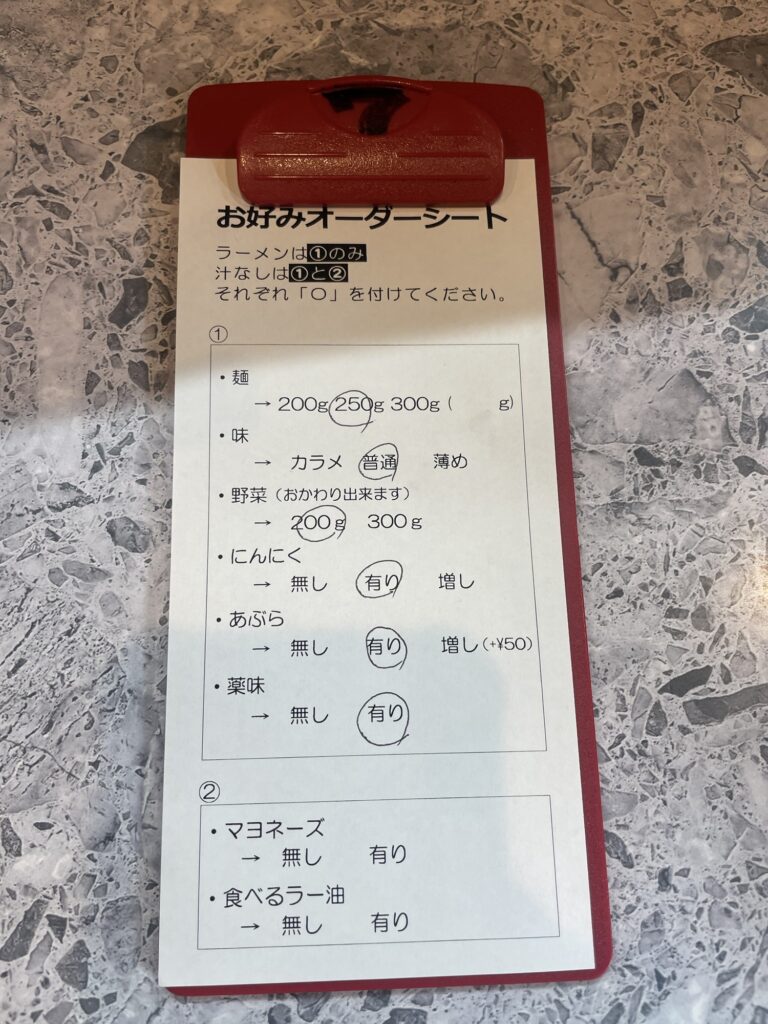 7
お好みオーダーシート
ラーメンは①のみ
汁なしは①と②
それぞれ「○」を付けてください。
①
・麺
→ 200g 250g 300g ( g)
・味
→ カラメ 普通 薄め
・野菜（おかわり出来ます）
→ 200g 300g
・にんにく
→ 無し 有り 増し
・あぶら
→ 無し 有り 増し(+¥50)
・薬味
→ 無し 有り
②
・マヨネーズ
→ 無し 有り
・食べるラー油
→ 無し 有り